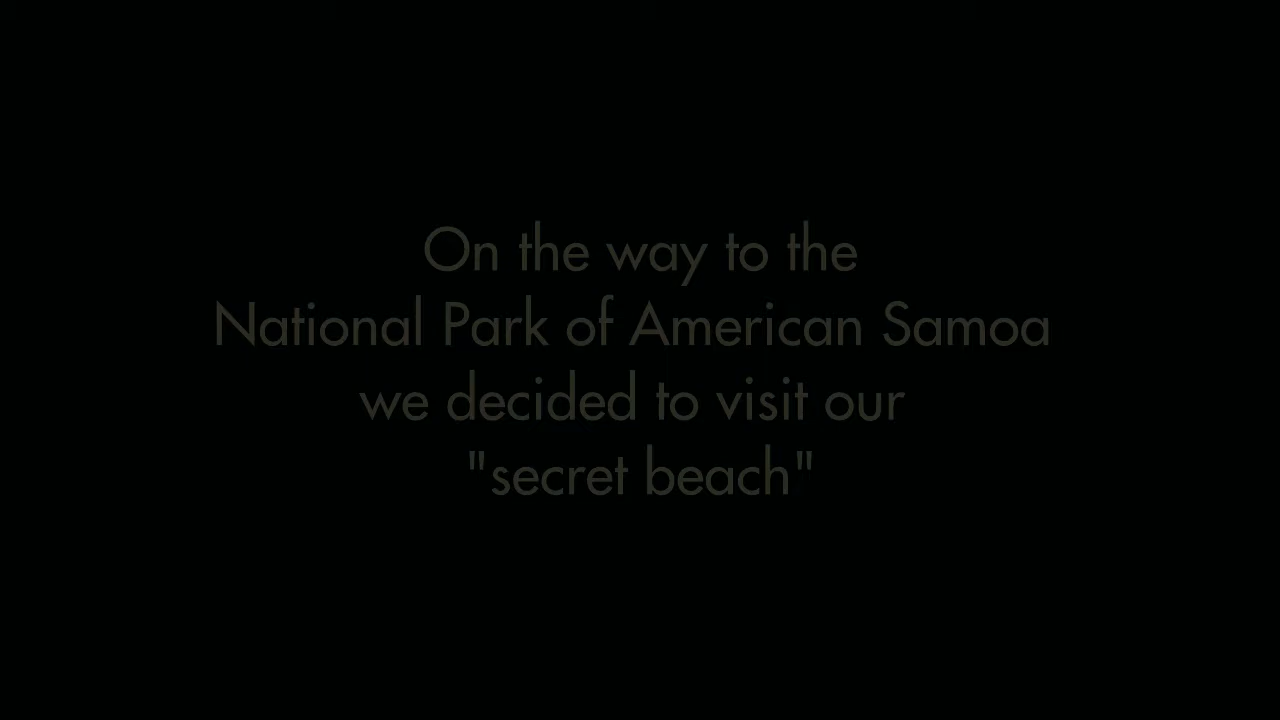 On the way to the
National Park of American Samoa
we decided to visit our
"secret beach"